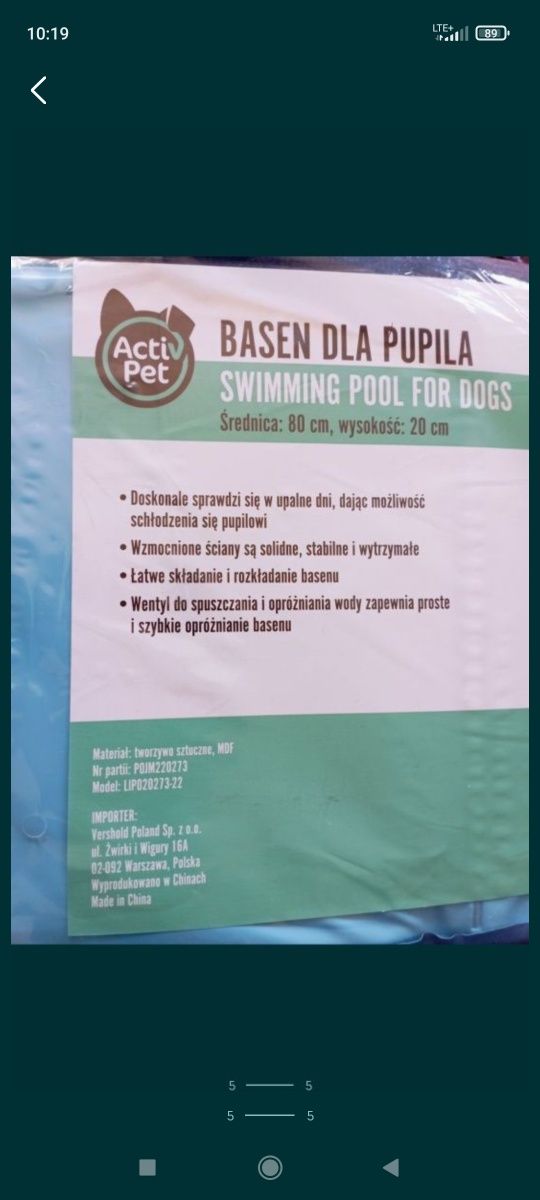 10:19
LTE+
89
Activ
Pet
BASEN DLA PUPILA
SWIMMING POOL FOR DOGS
Średnica: 80 cm, wysokość: 20 cm
• Doskonale sprawdzi się w upalne dni, dając możliwość
schłodzenia się pupilowi
• Wzmocnione ściany są solidne, stabilne i wytrzymałe
• Łatwe składanie i rozkładanie basenu
• Wentyl do spuszczania i opróżniania wody zapewnia proste
i szybkie opróżnianie basenu
Materiał: tworzywo sztuczne, MDF
Nr partii: POJM220273
Model: LIPO20273-22
IMPORTER:
Vershold Poland Sp. z o.o.
ul. Żwirki i Wigury 16A
02-092 Warszawa, Polska
Wyprodukowano w Chinach
Made in China
5 5
5 5